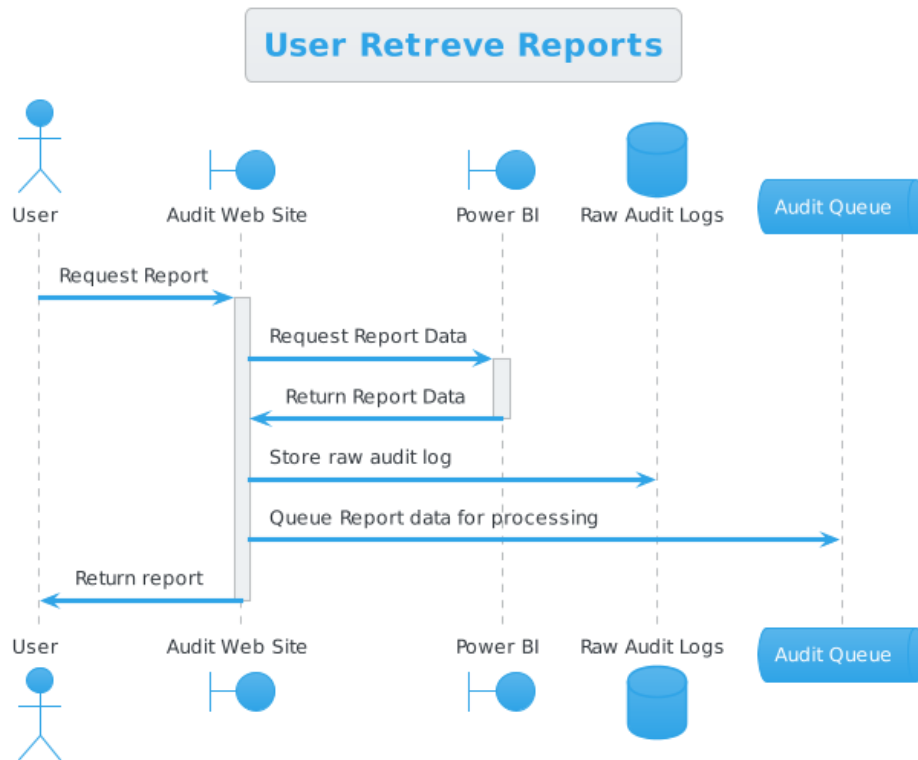 User Retreve Reports
User
Audit Web Site
Power BI
Raw Audit Logs
Audit Queue
Request Report
Request Report Data
Return Report Data
Store raw audit log
Queue Report data for processing
Return report
User
Audit Web Site
Power BI
Raw Audit Logs
Audit Queue